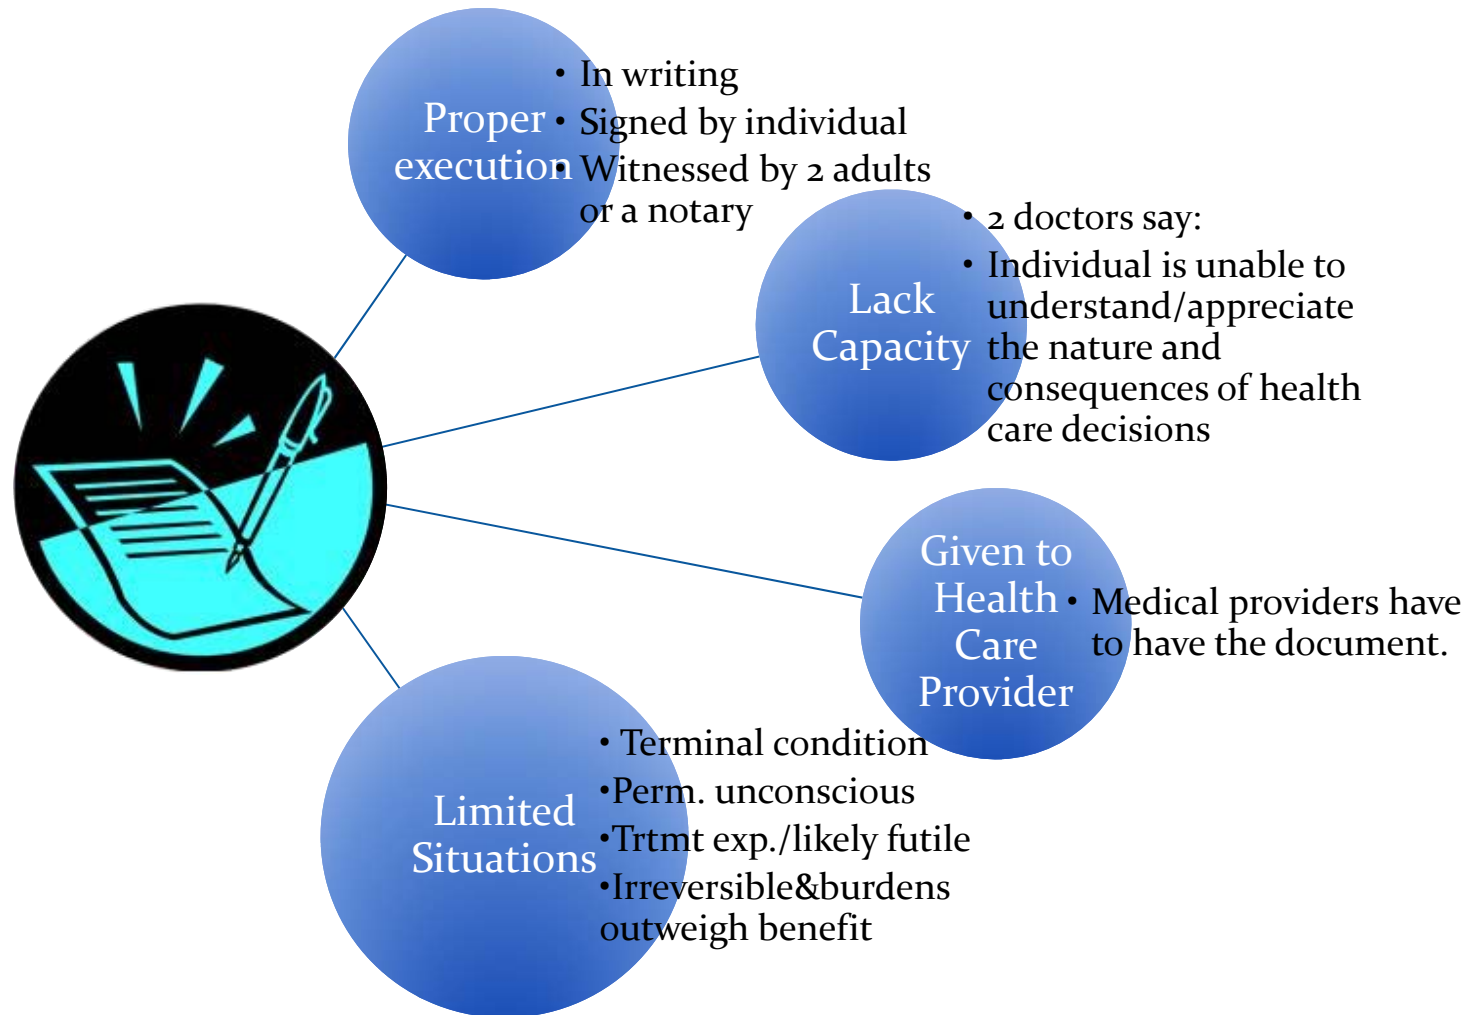 Proper
execution
• In writing
• Signed by individual
• Witnessed by 2 adults
or a notary
Lack
Capacity
• 2 doctors say:
• Individual is unable to
understand/appreciate
the nature and
consequences of health
care decisions
Given to
Health
Care
Provider
• Medical providers have
to have the document.
Limited
Situations
• Terminal condition
•Perm. unconscious
•Trtmt exp./likely futile
•Irreversible&burdens
outweigh benefit